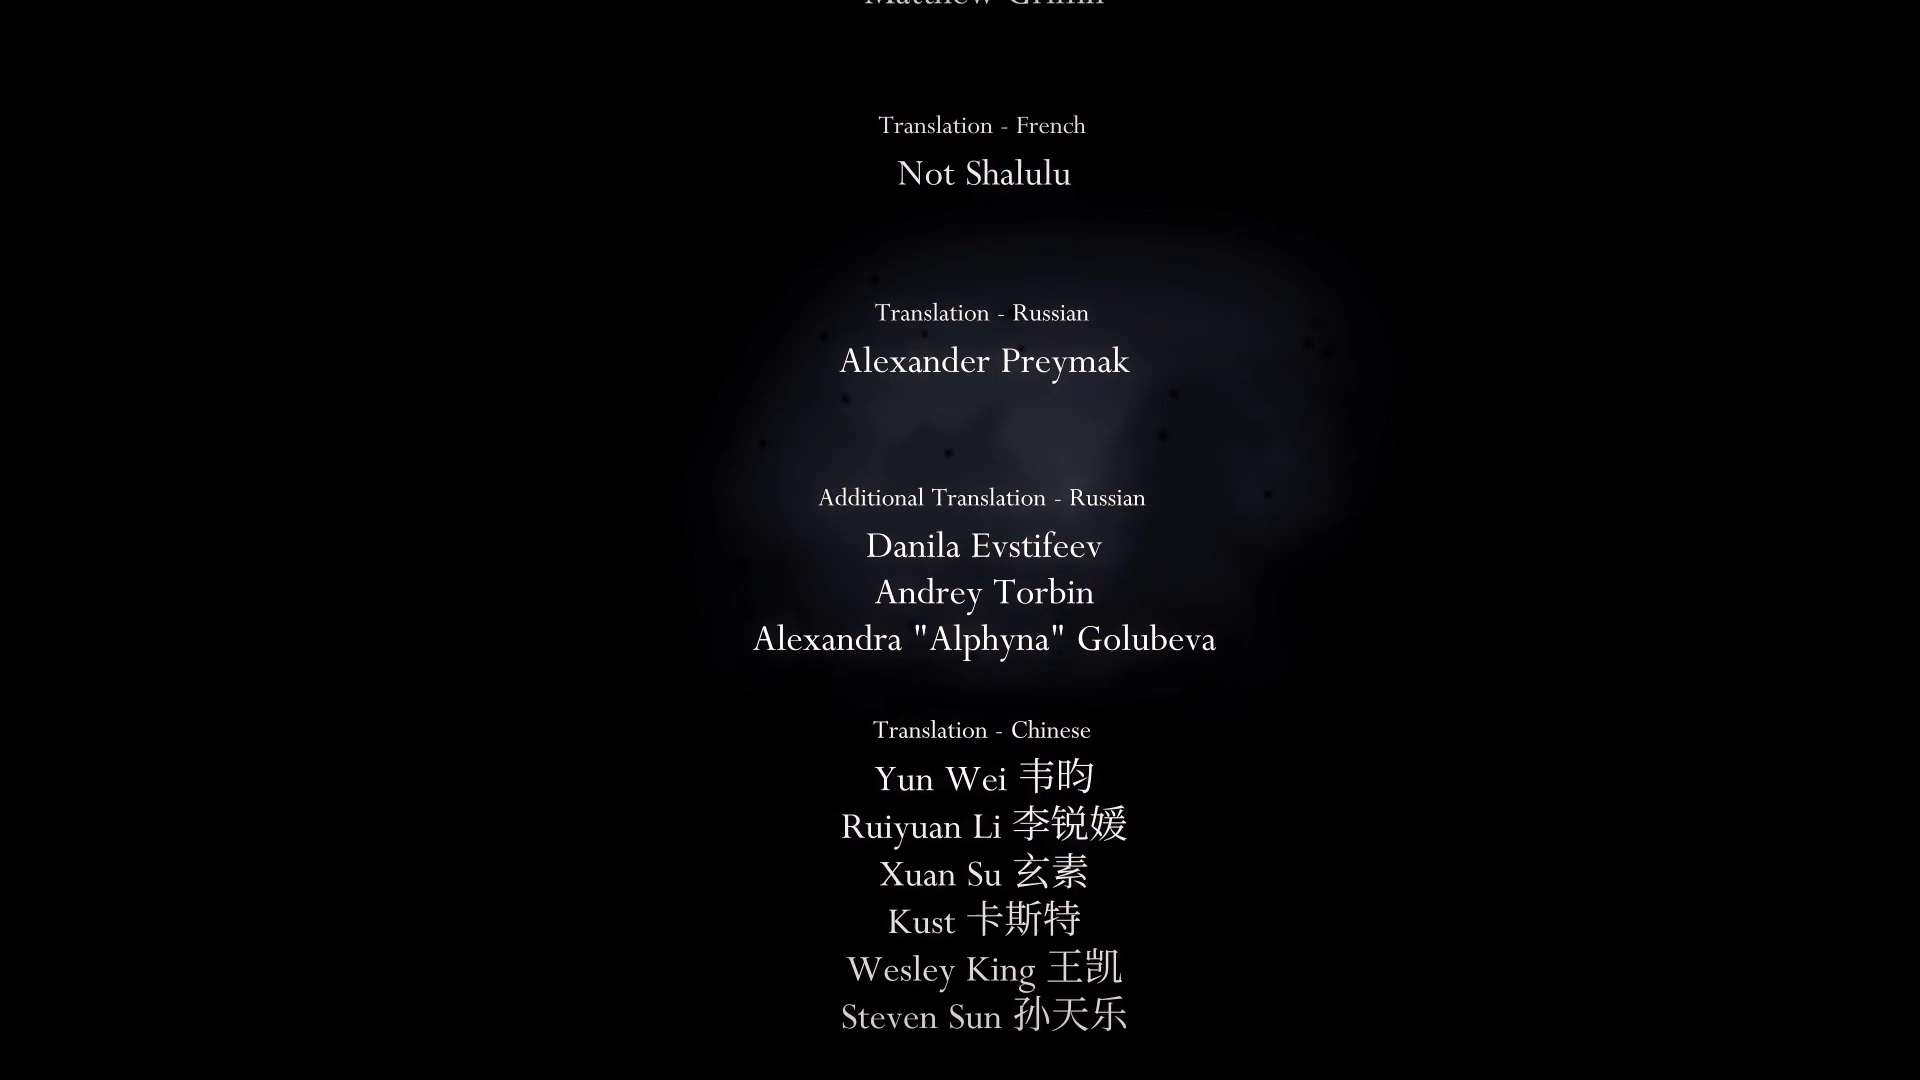 Matthew Griffin
Translation - French
Not Shalulu
Translation - Russian
Alexander Preymak
Additional Translation - Russian
Danila Evstifeev
Andrey Torbin
Alexandra "Alphyna" Golubeva
Translation - Chinese
Yun Wei 韦昀
Ruiyuan Li 李锐媛
Xuan Su 玄素
Kust 卡斯特
Wesley King 王凯
Steven Sun 孙天乐